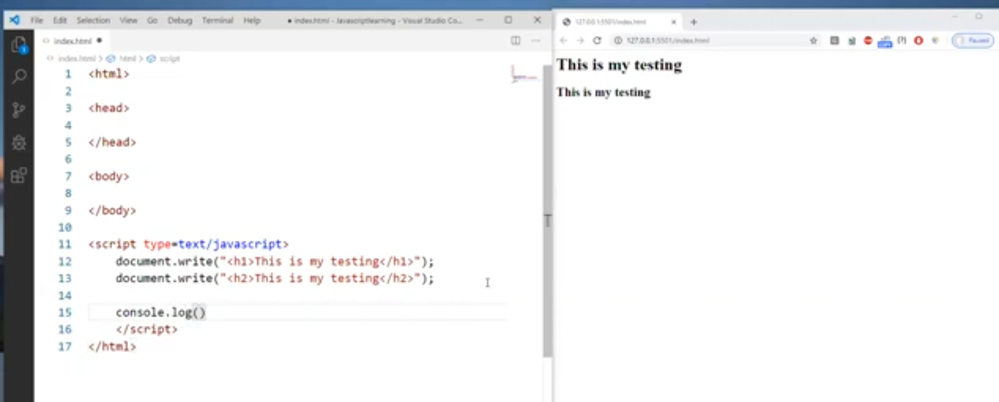 File Edit Selection View Go Debug Terminal Help ● index.html - Javascriptlearning - Visual Studio Co...
index.html ●
index.html > html > script
1 <html>
2
3 <head>
4
5 </head>
6
7 <body>
8
9 </body>
10
11 <script type=text/javascript>
12 document.write("<h1>This is my testing</h1>");
13 document.write("<h2>This is my testing</h2>");
14
15 console.log()
16 </script>
17 </html>
127.0.0.1:5501/index.html
127.0.0.1:5501/index.html
Paused
This is my testing
This is my testing